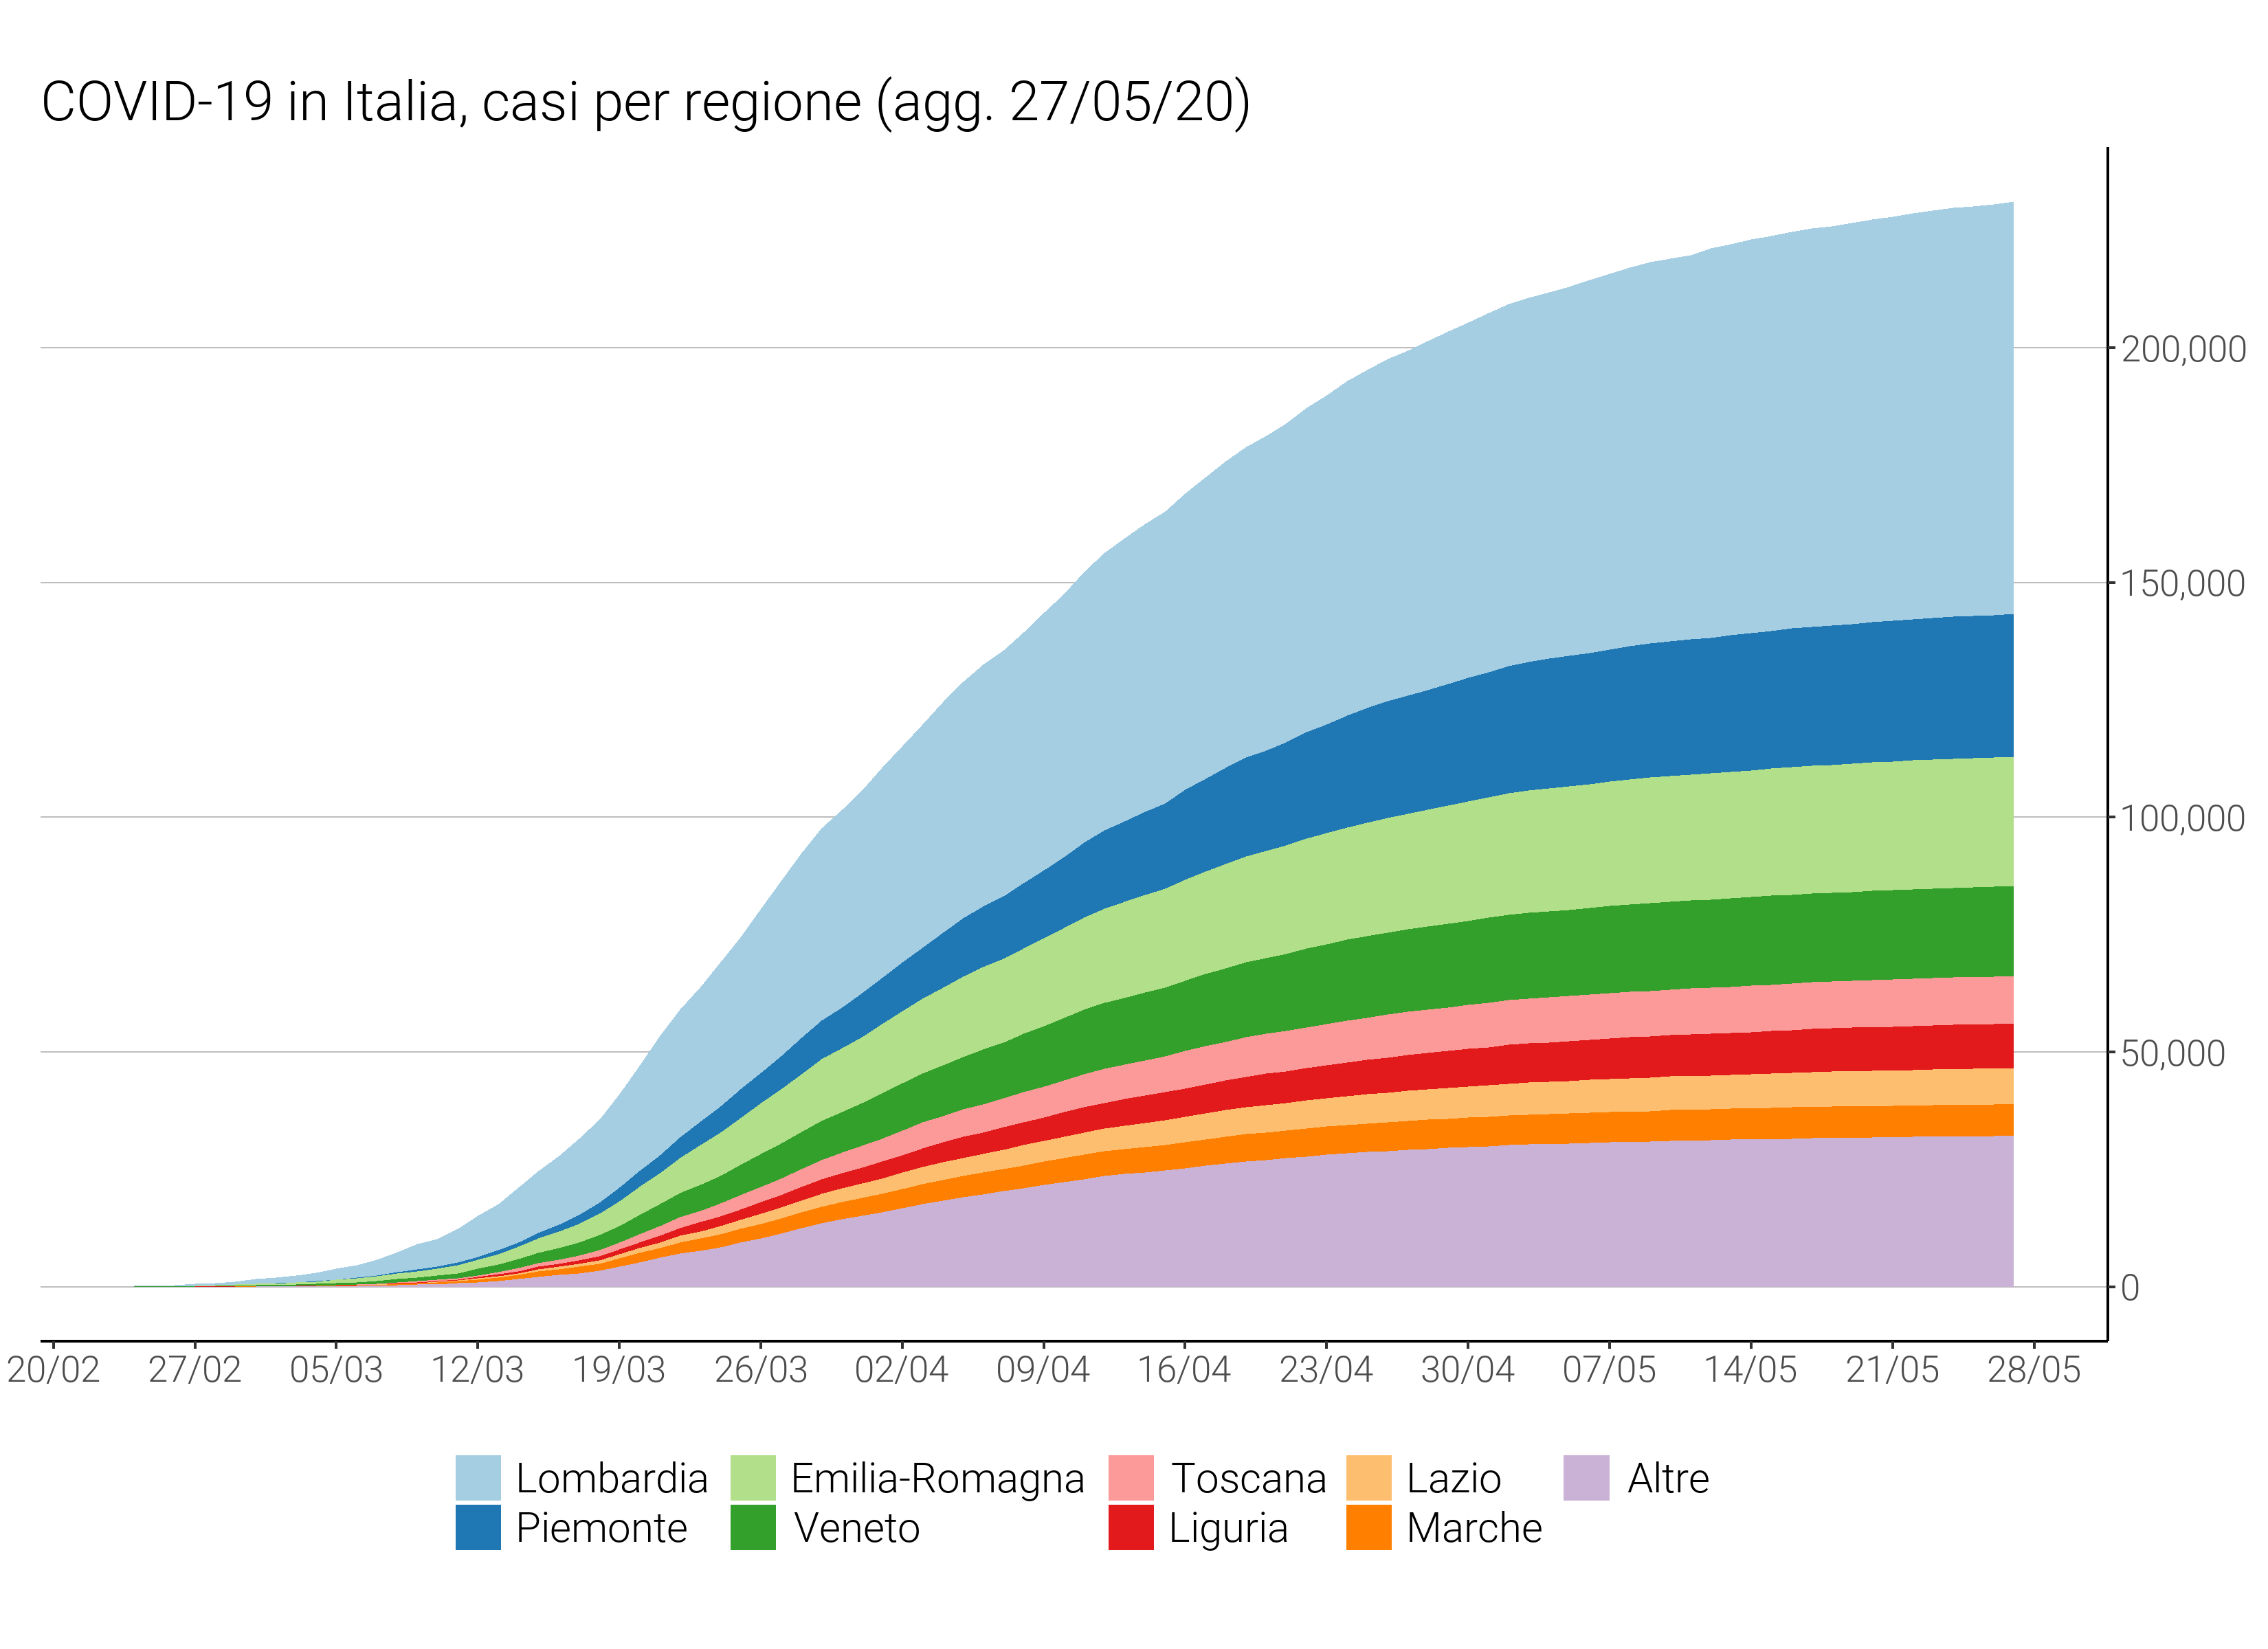 COVID-19 in Italia, casi per regione (agg. 27/05/20)
200,000
150,000
100,000
50,000
0
20/02 27/02 05/03 12/03 19/03 26/03 02/04 09/04 16/04 23/04 30/04 07/05 14/05 21/05 28/05
Lombardia Emilia-Romagna Toscana Lazio Altre
Piemonte Veneto Liguria Marche